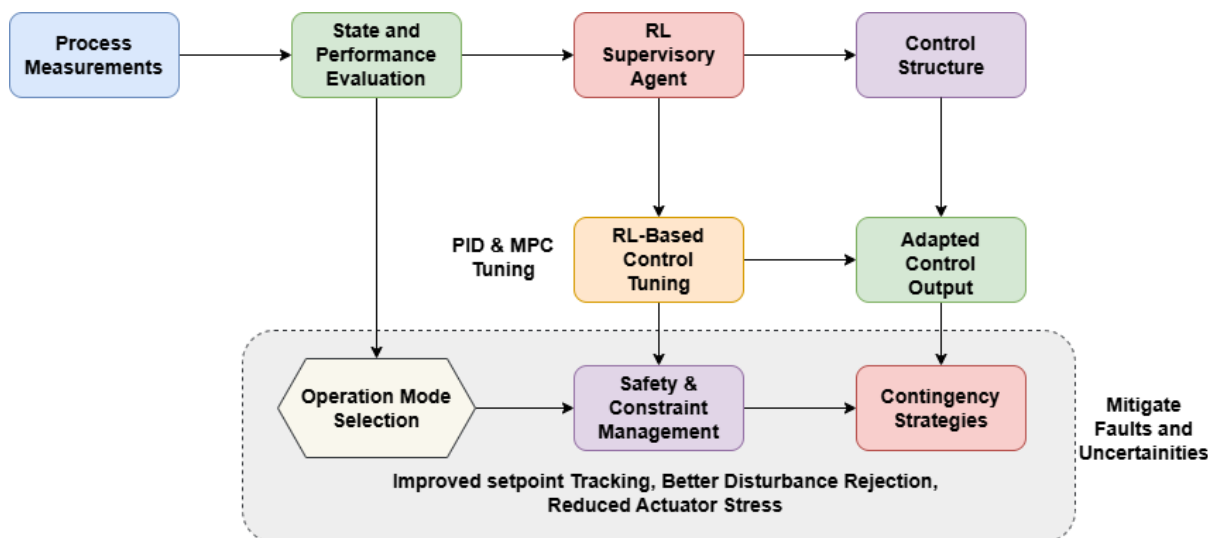 Process
Measurements
State and
Performance
Evaluation
RL
Supervisory
Agent
Control
Structure
PID & MPC
Tuning
RL-Based
Control
Tuning
Adapted
Control
Output
Operation Mode
Selection
Safety &
Constraint
Management
Contingency
Strategies
Mitigate
Faults and
Uncertainities
Improved setpoint Tracking, Better Disturbance Rejection,
Reduced Actuator Stress